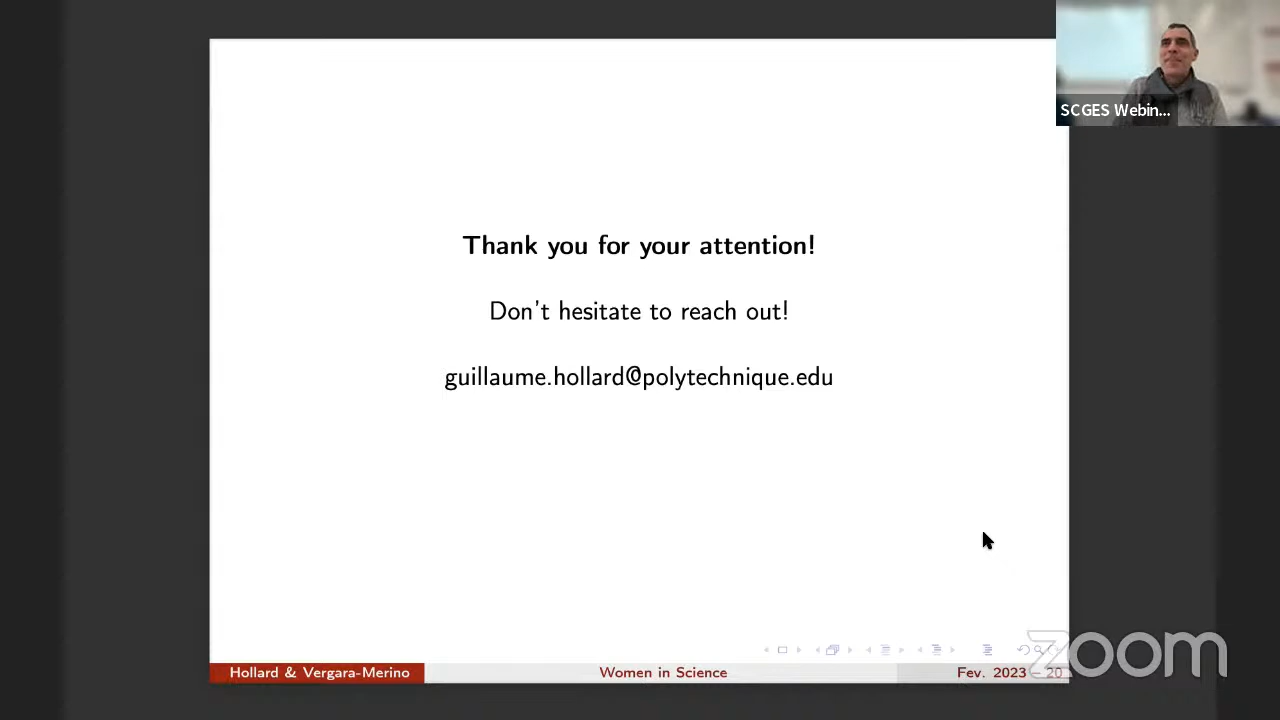 SCGES Webin...
Thank you for your attention!
Don't hesitate to reach out!
guillaume.hollard@polytechnique.edu
Hollard & Vergara-Merino
Women in Science
Fev. 2023 – 20
zoom